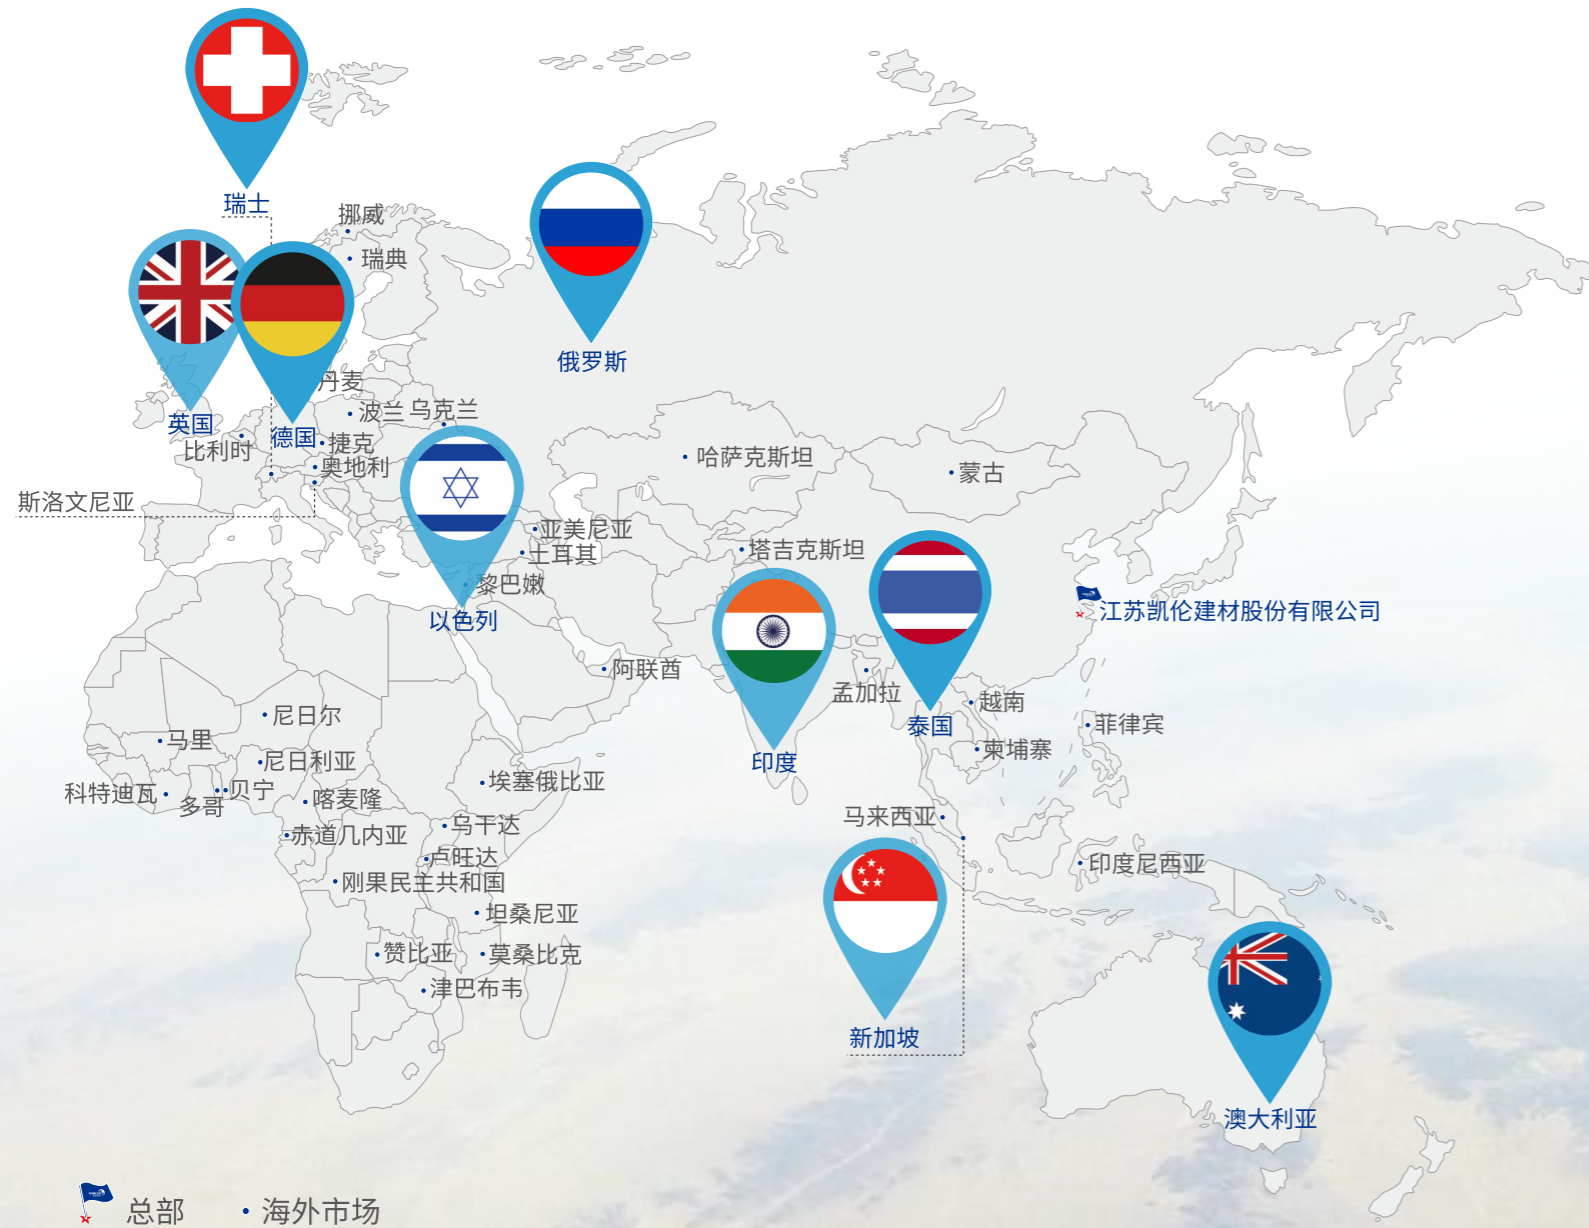 瑞士
挪威
瑞典
俄罗斯
丹麦
波兰
乌克兰
英国
德国
捷克
比利时
奥地利
哈萨克斯坦
蒙古
斯洛文尼亚
亚美尼亚
土耳其
塔吉克斯坦
黎巴嫩
以色列
江苏凯伦建材股份有限公司
阿联酋
孟加拉
越南
泰国
菲律宾
尼日尔
马里
柬埔寨
尼日利亚
印度
埃塞俄比亚
科特迪瓦
多哥
贝宁
喀麦隆
马来西亚
乌干达
赤道几内亚
卢旺达
印度尼西亚
刚果民主共和国
坦桑尼亚
赞比亚
莫桑比克
津巴布韦
新加坡
澳大利亚
总部
海外市场